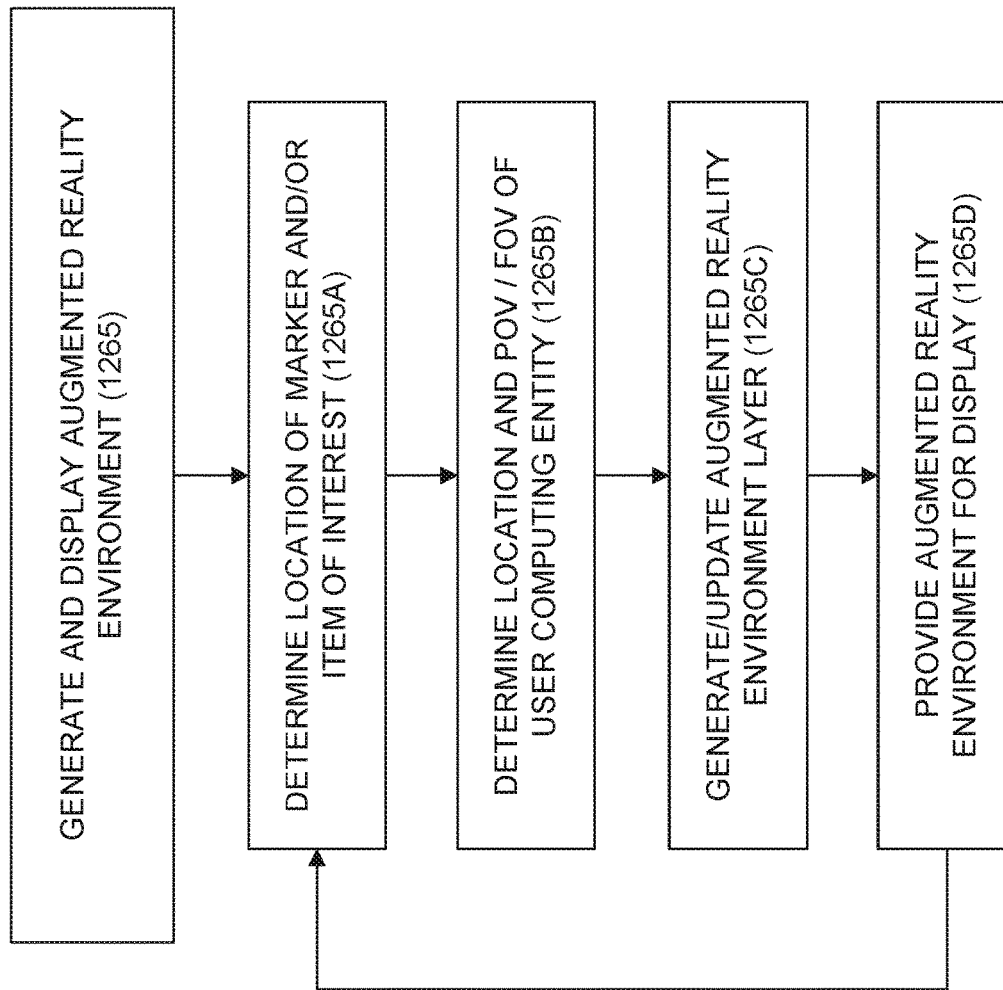 GENERATE AND DISPLAY AUGMENTED REALITY
ENVIRONMENT (1265)
DETERMINE LOCATION OF MARKER AND/OR
ITEM OF INTEREST (1265A)
DETERMINE LOCATION AND POV / FOV OF
USER COMPUTING ENTITY (1265B)
GENERATE/UPDATE AUGMENTED REALITY
ENVIRONMENT LAYER (1265C)
PROVIDE AUGMENTED REALITY
ENVIRONMENT FOR DISPLAY (1265D)